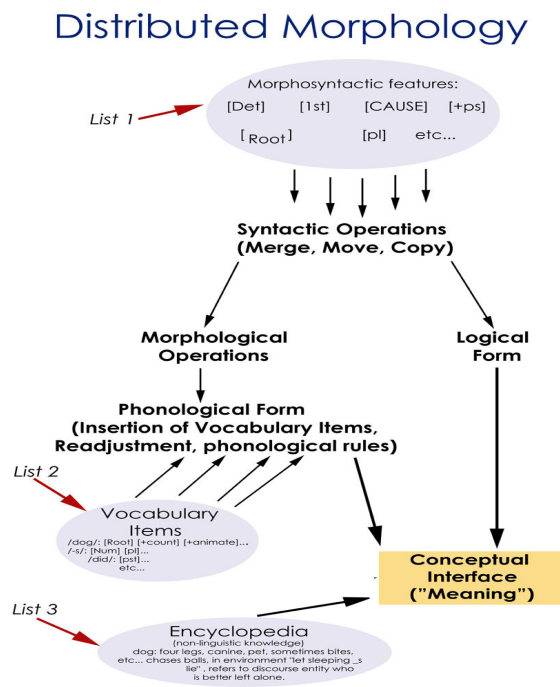 Distributed Morphology
Morphosyntactic features:
[Det] [1st] [CAUSE] [+ps]
[Root] [pl] etc...
List 1
Syntactic Operations
(Merge, Move, Copy)
Morphological
Operations
Logical
Form
Phonological Form
(Insertion of Vocabulary Items,
Readjustment, phonological rules)
List 2
Vocabulary
Items
/dog/: [Root] [+count] [+animate]...
/-s/: [Num] [pl]...
/did/: [pst]...
etc...
Conceptual
Interface
("Meaning")
List 3
Encyclopedia
(non-linguistic knowledge)
dog: four legs, canine, pet, sometimes bites,
etc... chases balls, in environment "let sleeping _s
lie" , refers to discourse entity who
is better left alone.